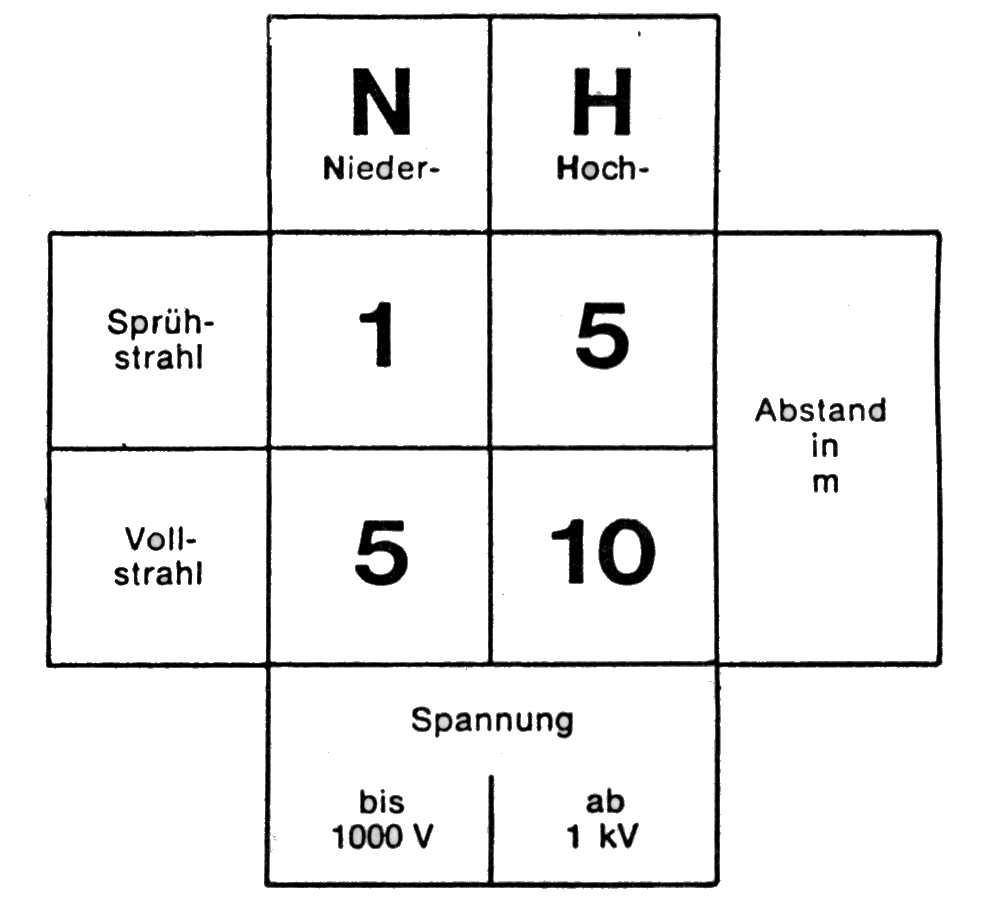 N
Nieder-
H
Hoch-
Sprüh-
strahl
1
5
Abstand
in
m
Voll-
strahl
5
10
Spannung
bis
1000 V
ab
1 kV